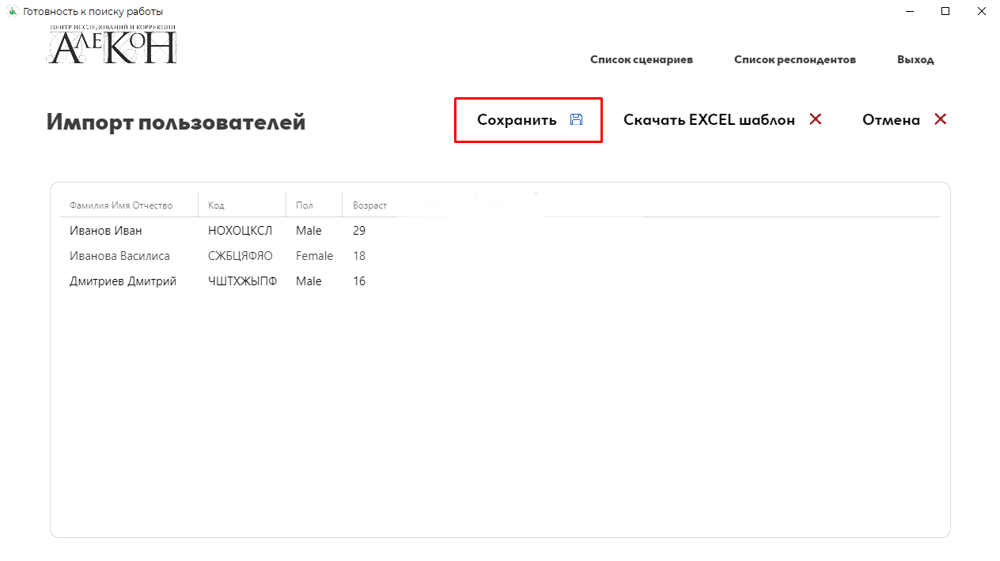 Готовность к поиску работы
ЦЕНТР ИССЛЕДОВАНИЙ И КОРРЕКЦИИ
АЛЕКОН
Список сценариев Список респондентов Выход
Импорт пользователей Сохранить Скачать EXCEL шаблон Отмена
Фамилия Имя Отчество Код Пол Возраст
Иванов Иван НОХОЦКСЛ Male 29
Иванова Василиса СЖБЦЯФЯО Female 18
Дмитриев Дмитрий ЧШТХЖЫПФ Male 16